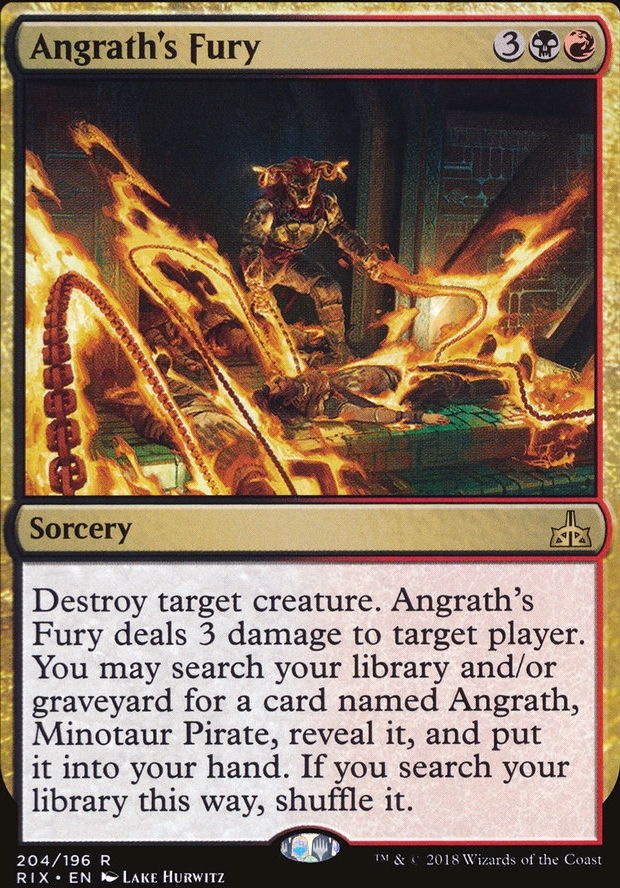 Angrath's Fury 3
Sorcery
Destroy target creature. Angrath's
Fury deals 3 damage to target player.
You may search your library and/or
graveyard for a card named Angrath,
Minotaur Pirate, reveal it, and put
it into your hand. If you search your
library this way, shuffle it.
204/196 R
RIX • EN Lake Hurwitz
™ & © 2018 Wizards of the Coast